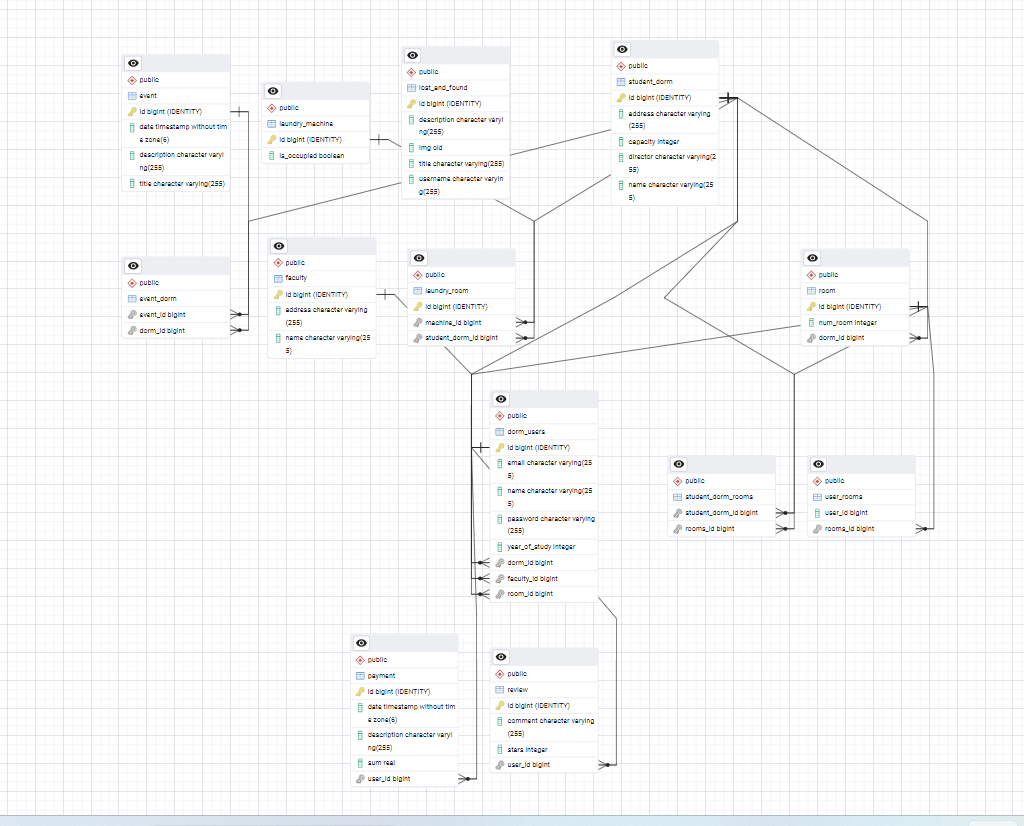 public
event
id bigint (IDENTITY)
date timestamp without tim
e zone(6)
description character varyi
ng(255)
title character varying(255)
public
laundry_machine
id bigint (IDENTITY)
is_occupied boolean
public
lost_and_found
id bigint (IDENTITY)
description character varyi
ng(255)
img oid
title character varying(255)
username character varyin
g(255)
public
student_dorm
id bigint (IDENTITY)
address character varying
(255)
capacity integer
director character varying(2
55)
name character varying(25
5)
public
event_dorm
event_id bigint
dorm_id bigint
public
faculty
id bigint (IDENTITY)
address character varying
(255)
name character varying(25
5)
public
laundry_room
id bigint (IDENTITY)
machine_id bigint
student_dorm_id bigint
public
room
id bigint (IDENTITY)
num_room integer
dorm_id bigint
public
dorm_users
id bigint (IDENTITY)
email character varying(25
5)
name character varying(25
5)
password character varying
(255)
year_of_study integer
dorm_id bigint
faculty_id bigint
room_id bigint
public
student_dorm_rooms
student_dorm_id bigint
rooms_id bigint
public
user_rooms
user_id bigint
rooms_id bigint
public
payment
id bigint (IDENTITY)
date timestamp without tim
e zone(6)
description character varyi
ng(255)
sum real
user_id bigint
public
review
id bigint (IDENTITY)
comment character varying
(255)
stars integer
user_id bigint